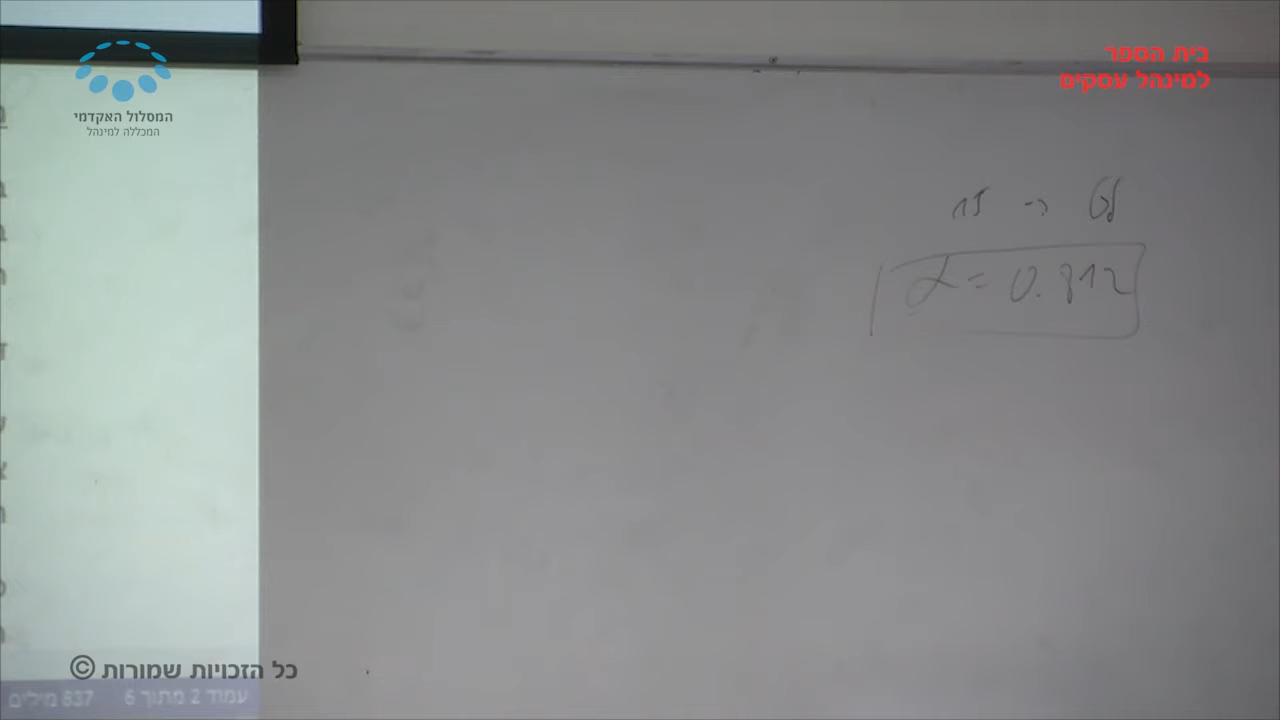 בית הספר
למינהל עסקים
המסלול האקדמי
המכללה למינהל
α = 0.812
כל הזכויות שמורות ©
עמוד 2 מתוך 6 837 מילים